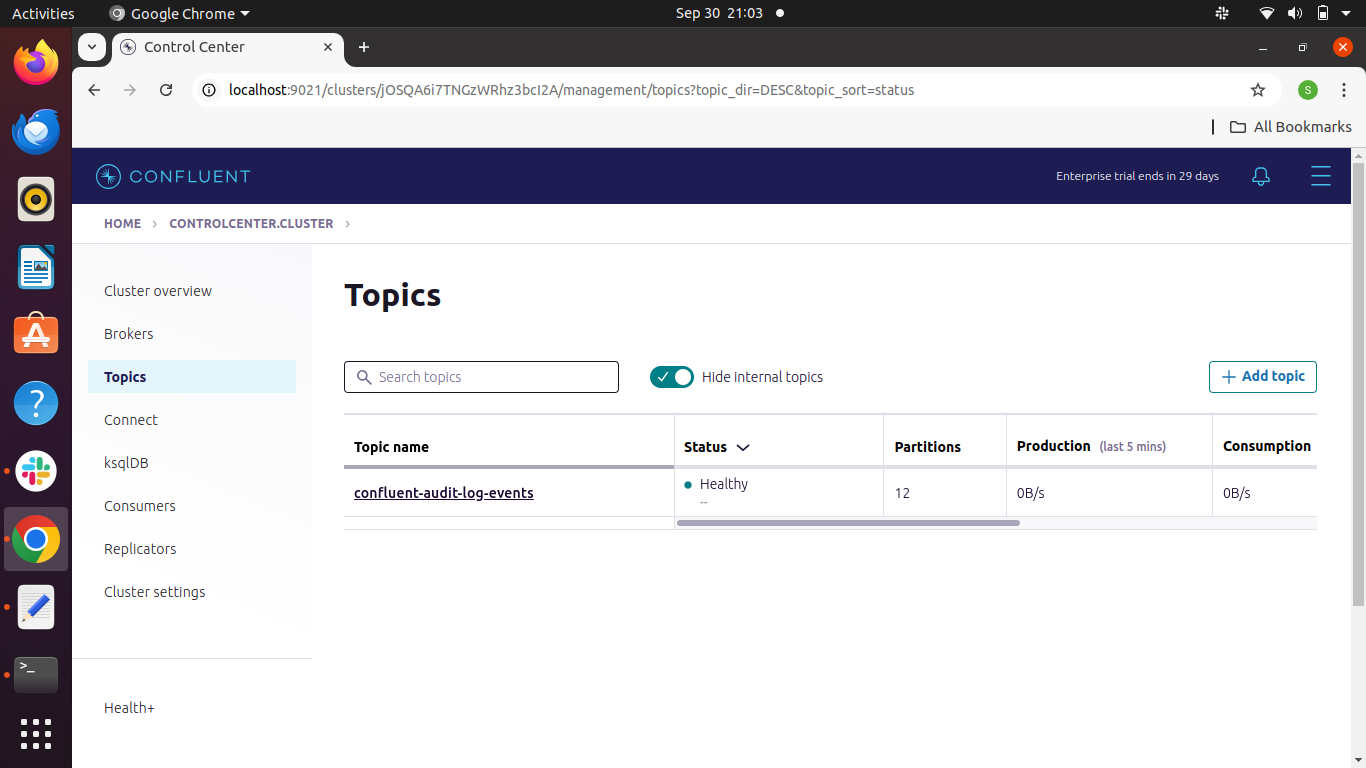 Activities
Google Chrome
Sep 30 21:03
Control Center
localhost:9021/clusters/jOSQA6i7TNGzWRhz3bcI2A/management/topics?topic_dir=DESC&topic_sort=status
S
All Bookmarks
CONFLUENT
Enterprise trial ends in 29 days
HOME > CONTROLCENTER.CLUSTER >
Cluster overview
Brokers
Topics
Connect
ksqlDB
Consumers
Replicators
Cluster settings
Health+
Topics
Search topics
Hide internal topics
+ Add topic
Topic name Status Partitions Production (last 5 mins) Consumption
confluent-audit-log-events Healthy 12 0B/s 0B/s
--